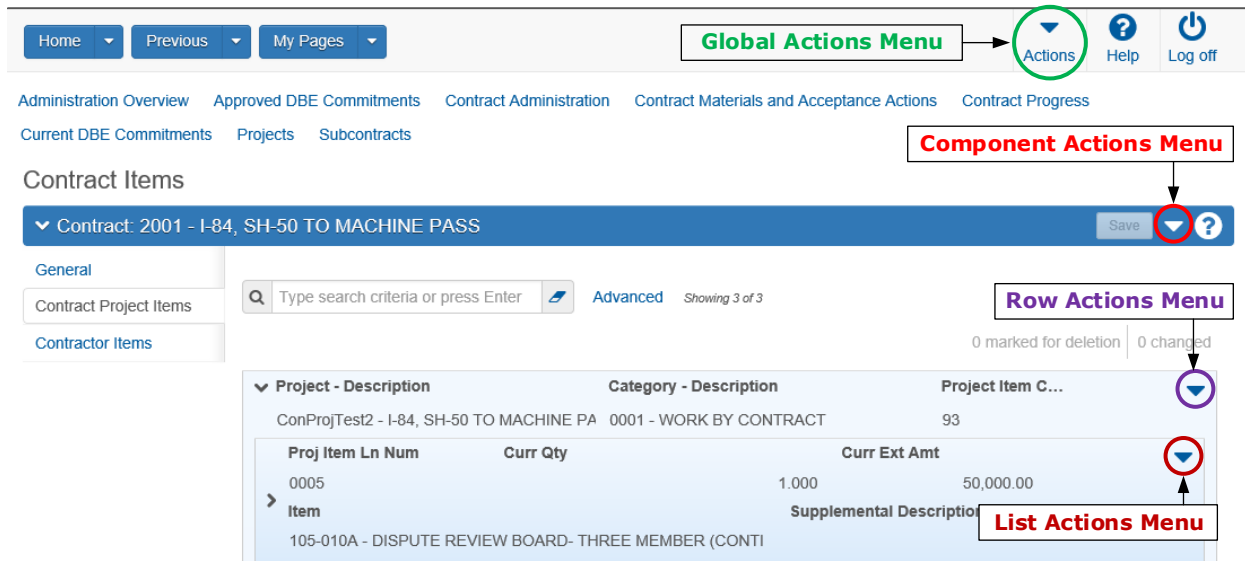 Home Previous My Pages Global Actions Menu Actions Help Log off
Administration Overview Approved DBE Commitments Contract Administration Contract Materials and Acceptance Actions Contract Progress
Current DBE Commitments Projects Subcontracts
Component Actions Menu
Contract Items
Contract: 2001 - I-84, SH-50 TO MACHINE PASS Save ?
General
Contract Project Items
Contractor Items
Type search criteria or press Enter Advanced Showing 3 of 3
Row Actions Menu
0 marked for deletion 0 changed
Project - Description Category - Description Project Item C...
ConProjTest2 - I-84, SH-50 TO MACHINE PA 0001 - WORK BY CONTRACT 93
Proj Item Ln Num Curr Qty Curr Ext Amt
0005 1.000 50,000.00
Item Supplemental Description
List Actions Menu
105-010A - DISPUTE REVIEW BOARD- THREE MEMBER (CONTI